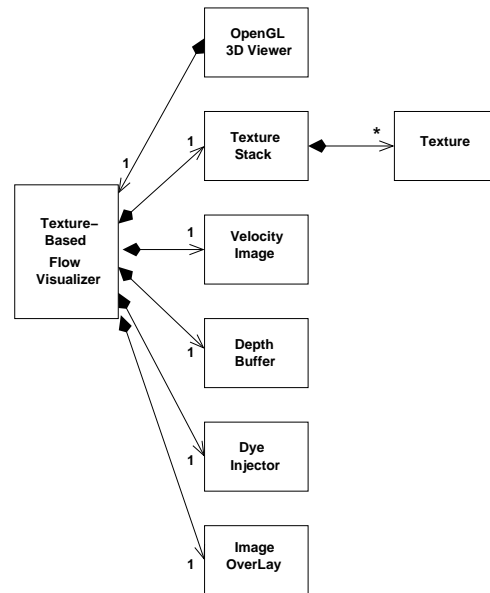 OpenGL
3D Viewer
1
1
Texture
Stack
*
Texture
Texture–
Based
Flow
Visualizer
1
Velocity
Image
1
Depth
Buffer
1
Dye
Injector
1
Image
OverLay